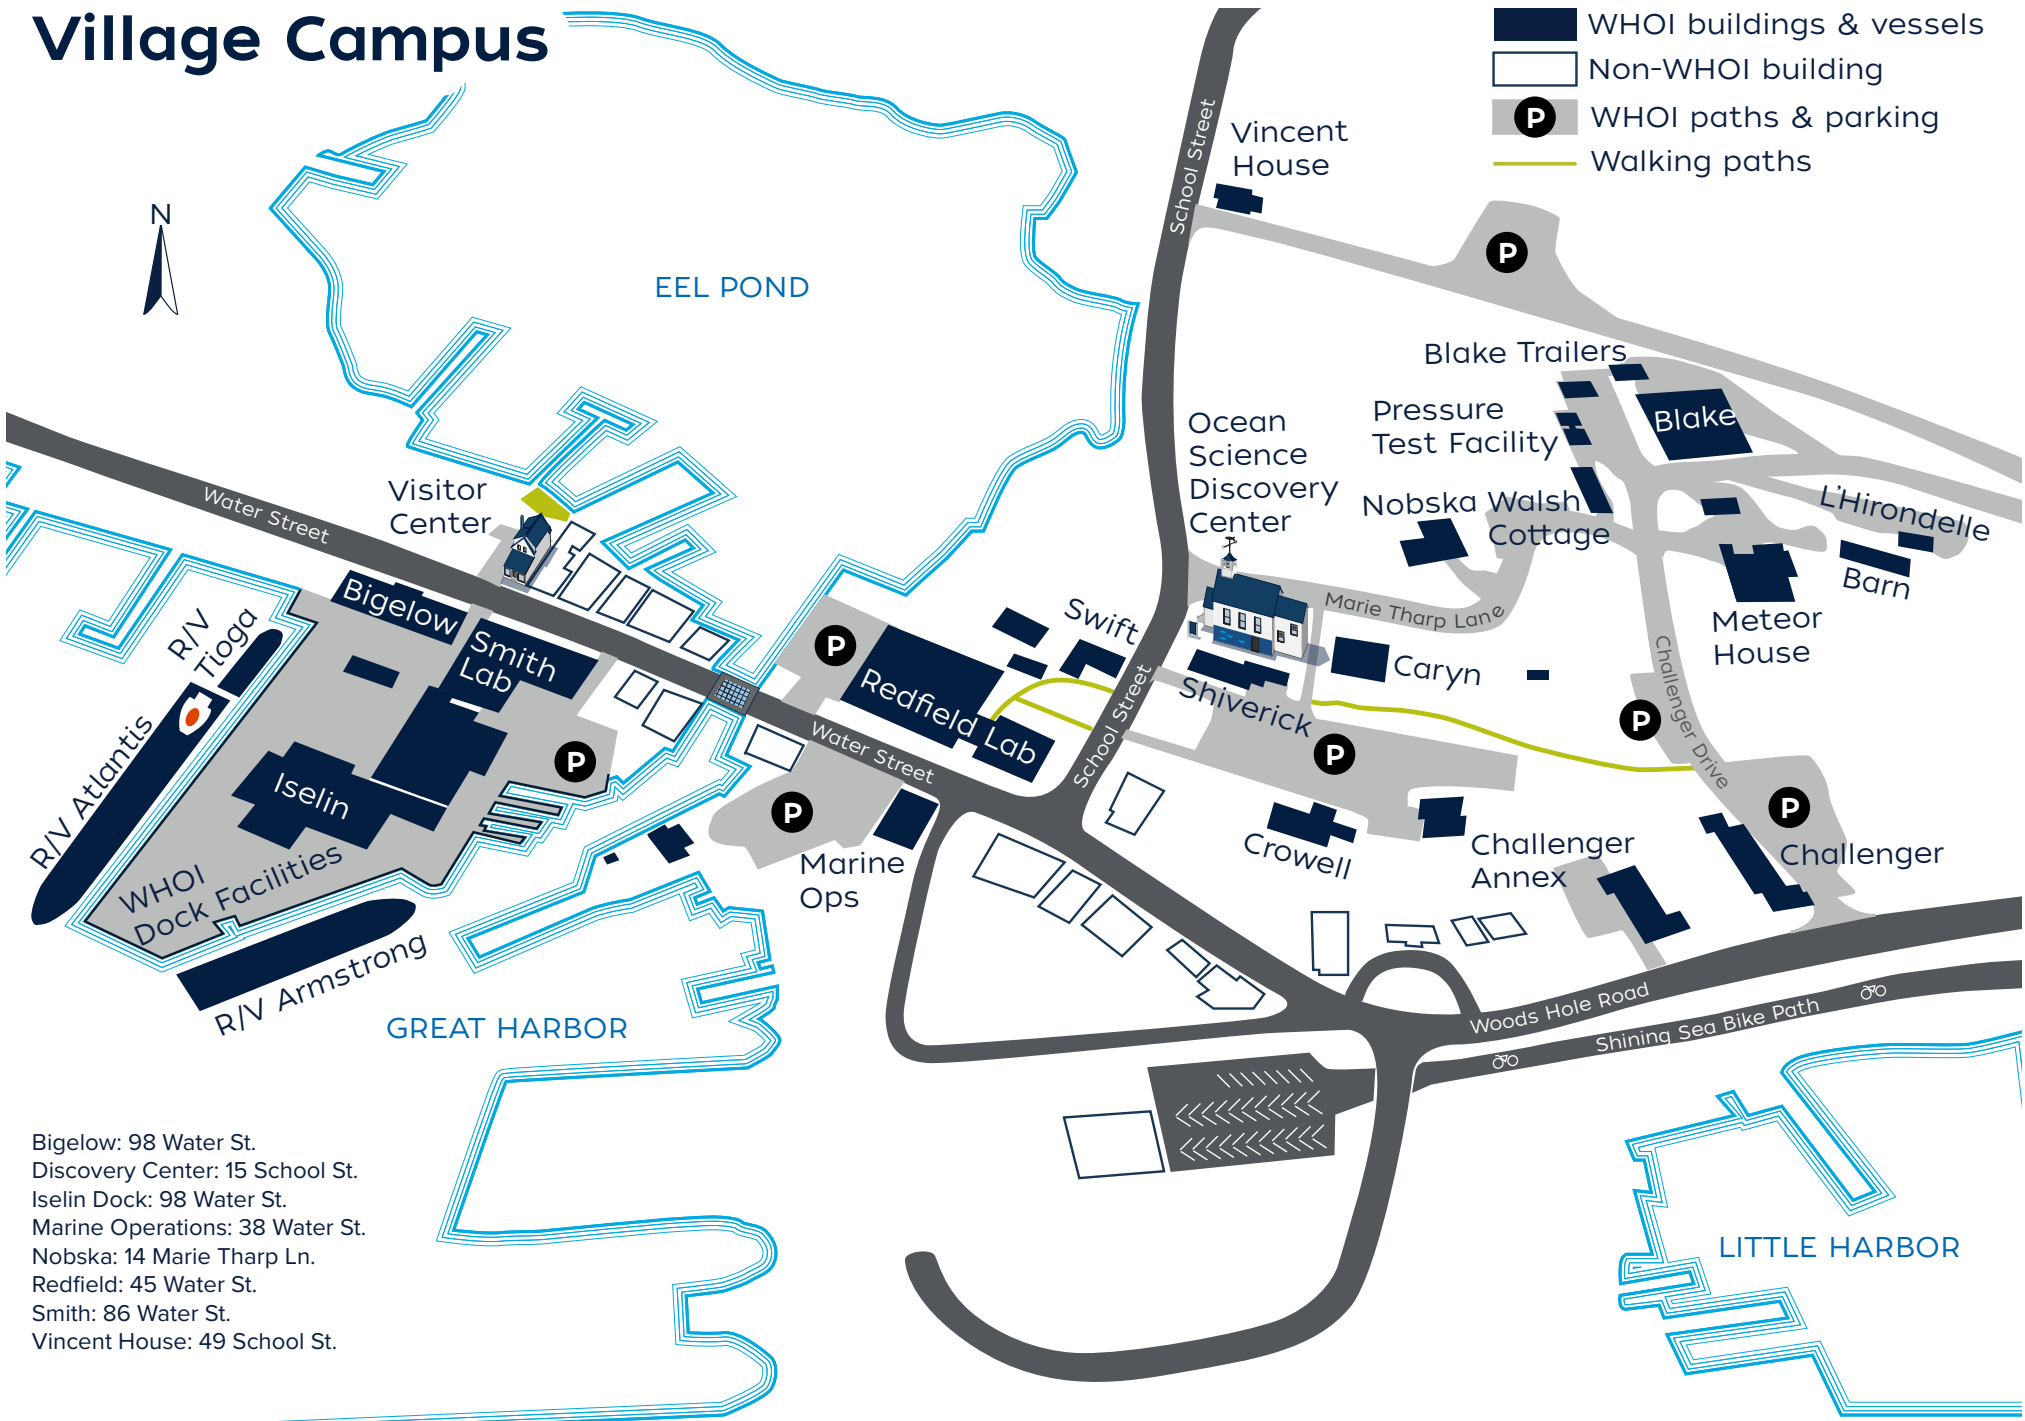 Village Campus
WHOI buildings & vessels
Non-WHOI building
P WHOI paths & parking
Walking paths
N
School Street
Vincent
House
P
EEL POND
Blake Trailers
Blake
Pressure
Test Facility
Ocean
Science
Discovery
Center
Nobska
Walsh
Cottage
L'Hirondelle
Barn
Meteor
House
Visitor
Center
Water Street
Bigelow
Smith
Lab
R/V
Tioga
R/V Atlantis
Iselin
P
WHOI
Dock Facilities
R/V Armstrong
P
Redfield Lab
Swift
School Street
Water Street
Marie Tharp Lane
Caryn
Shiverick
P
P
Challenger Drive
P
P
Marine
Ops
Crowell
Challenger
Annex
Challenger
GREAT HARBOR
Woods Hole Road
Shining Sea Bike Path
LITTLE HARBOR
Bigelow: 98 Water St.
Discovery Center: 15 School St.
Iselin Dock: 98 Water St.
Marine Operations: 38 Water St.
Nobska: 14 Marie Tharp Ln.
Redfield: 45 Water St.
Smith: 86 Water St.
Vincent House: 49 School St.